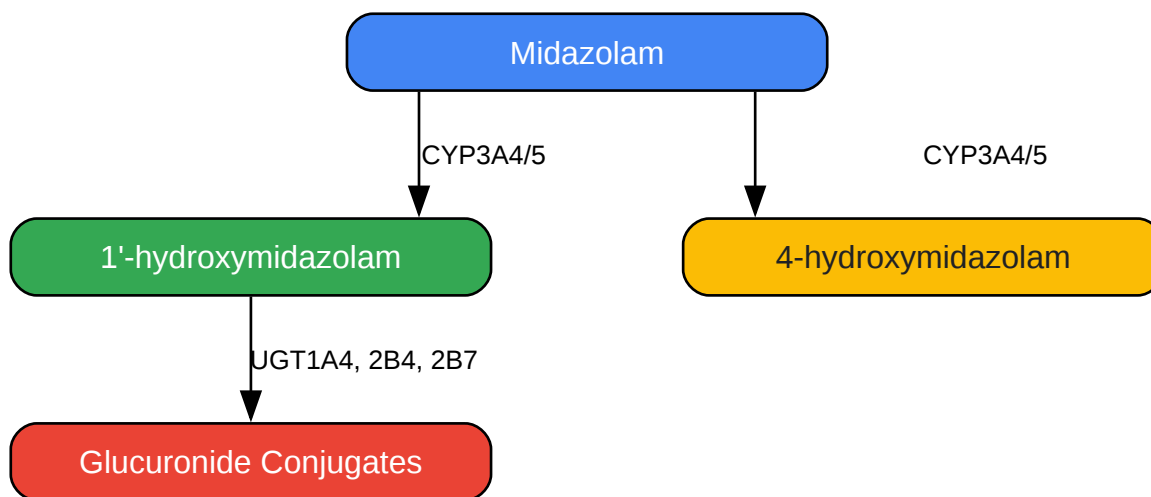 Midazolam
CYP3A4/5
CYP3A4/5
1'-hydroxymidazolam
4-hydroxymidazolam
UGT1A4, 2B4, 2B7
Glucuronide Conjugates